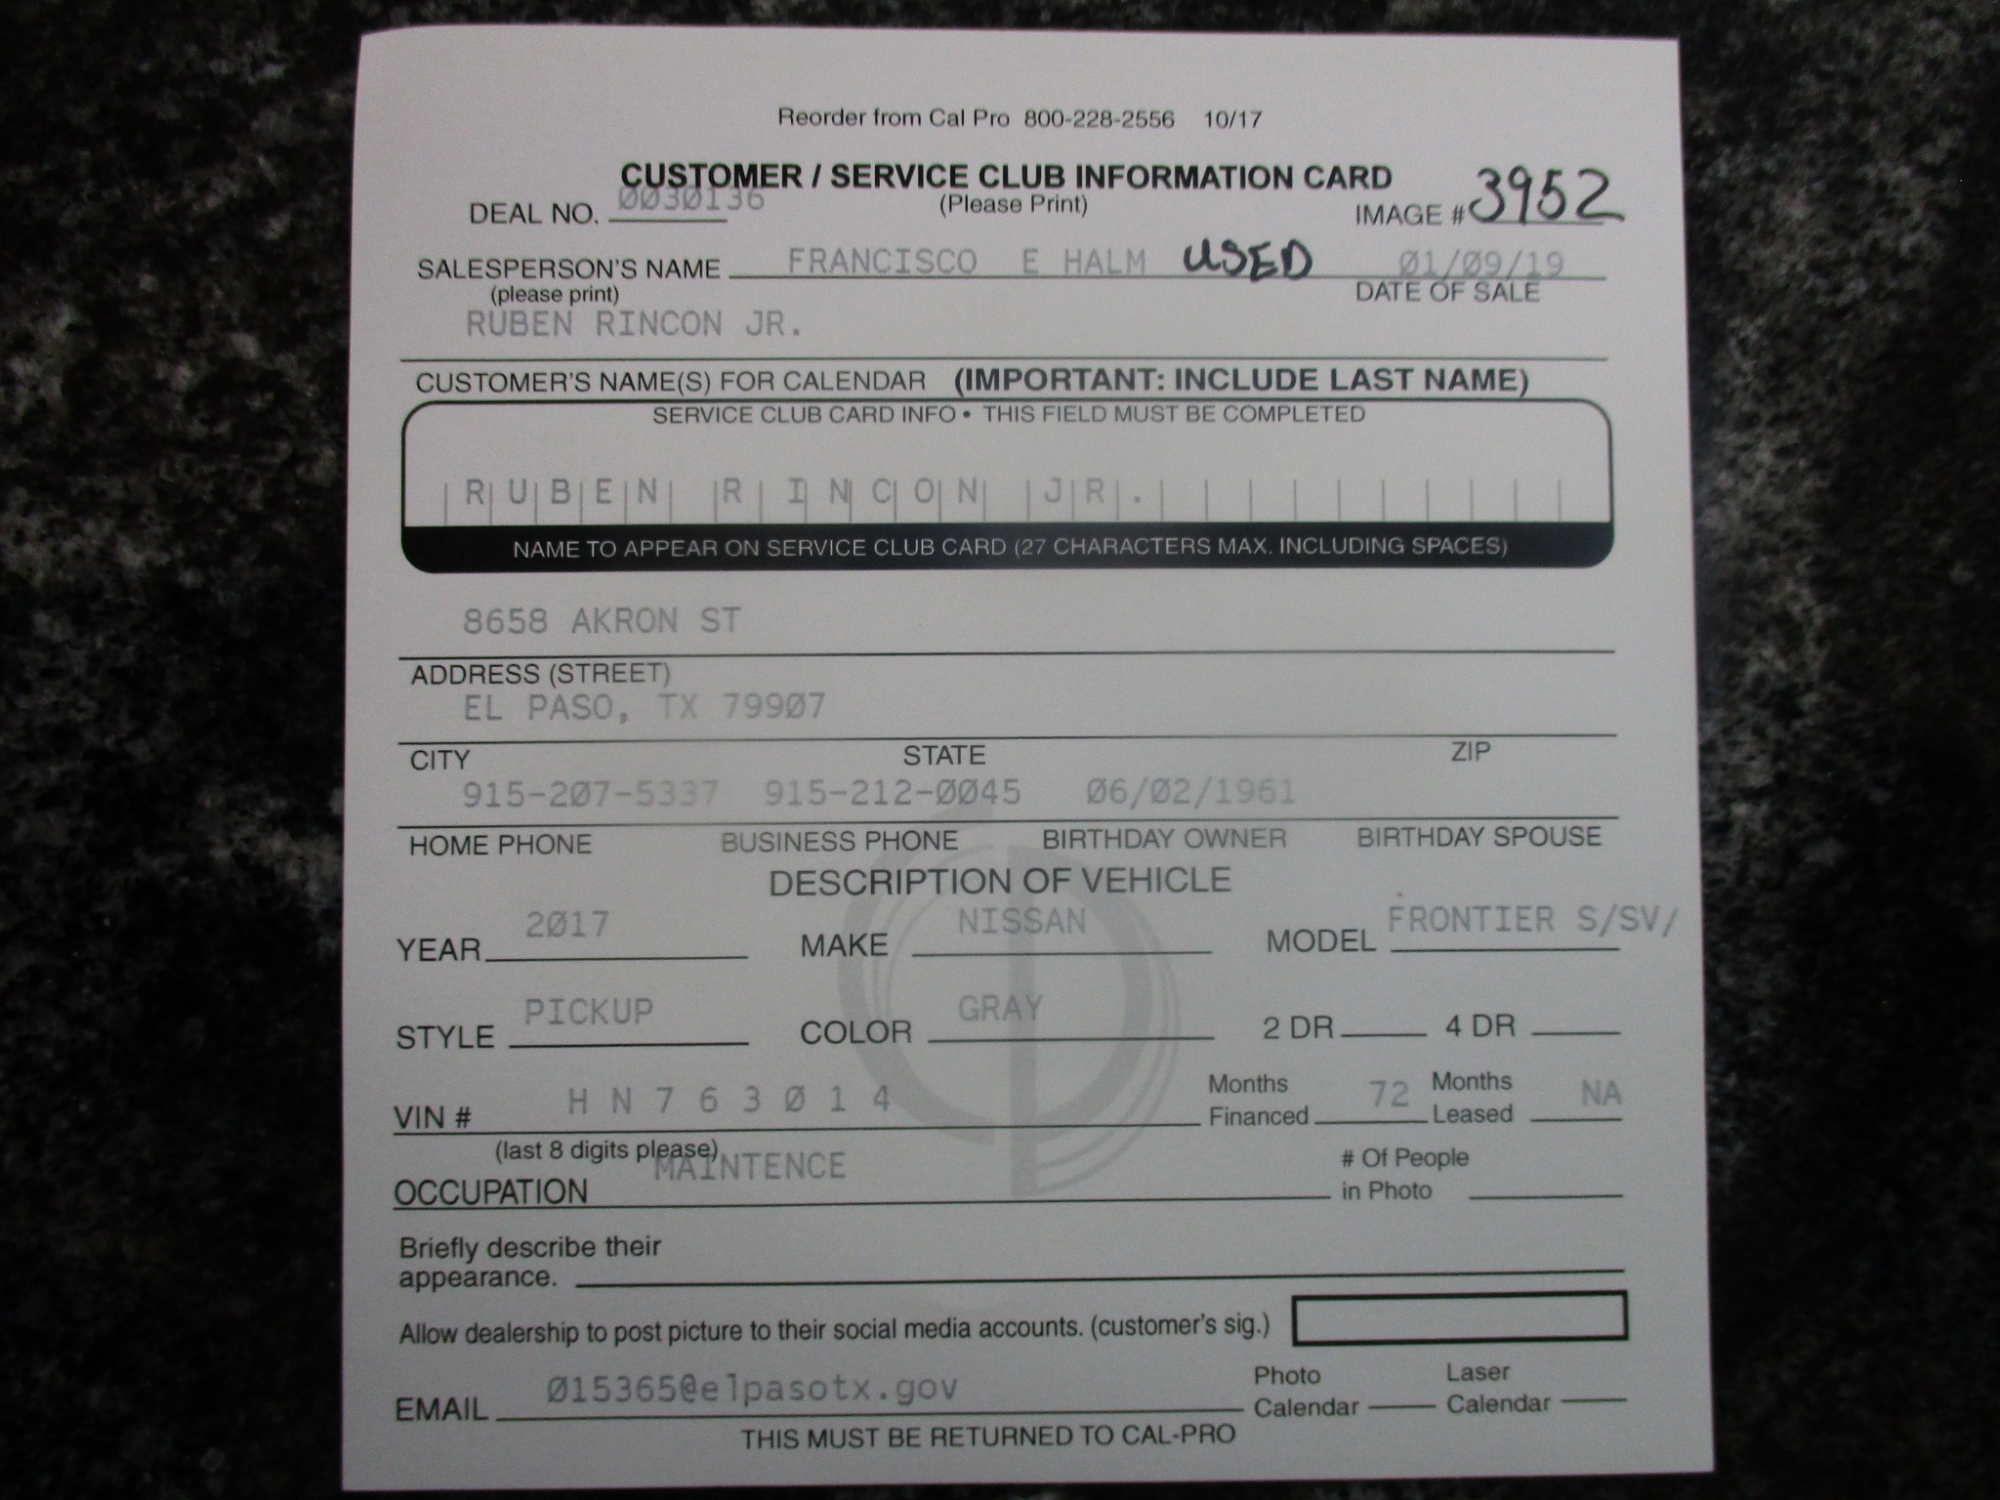 Reorder from Cal Pro 800-228-2556 10/17
CUSTOMER / SERVICE CLUB INFORMATION CARD
DEAL NO. 0030136 (Please Print) IMAGE # 3952
SALESPERSON'S NAME FRANCISCO E HALM USED 01/09/19
(please print) DATE OF SALE
RUBEN RINCON JR.
CUSTOMER'S NAME(S) FOR CALENDAR (IMPORTANT: INCLUDE LAST NAME)
SERVICE CLUB CARD INFO • THIS FIELD MUST BE COMPLETED
RUBEN RINCON JR.
NAME TO APPEAR ON SERVICE CLUB CARD (27 CHARACTERS MAX. INCLUDING SPACES)
8658 AKRON ST
ADDRESS (STREET)
EL PASO, TX 79907
CITY STATE ZIP
915-207-5337 915-212-0045 06/02/1961
HOME PHONE BUSINESS PHONE BIRTHDAY OWNER BIRTHDAY SPOUSE
DESCRIPTION OF VEHICLE
YEAR 2017 MAKE NISSAN MODEL FRONTIER S/SV/
STYLE PICKUP COLOR GRAY 2 DR 4 DR
VIN # H N 7 6 3 0 1 4 Months Financed 72 Months Leased NA
(last 8 digits please)
OCCUPATION MAINTENCE # Of People in Photo
Briefly describe their
appearance.
Allow dealership to post picture to their social media accounts. (customer's sig.)
EMAIL 015365@elpasotx.gov Photo Calendar Laser Calendar
THIS MUST BE RETURNED TO CAL-PRO